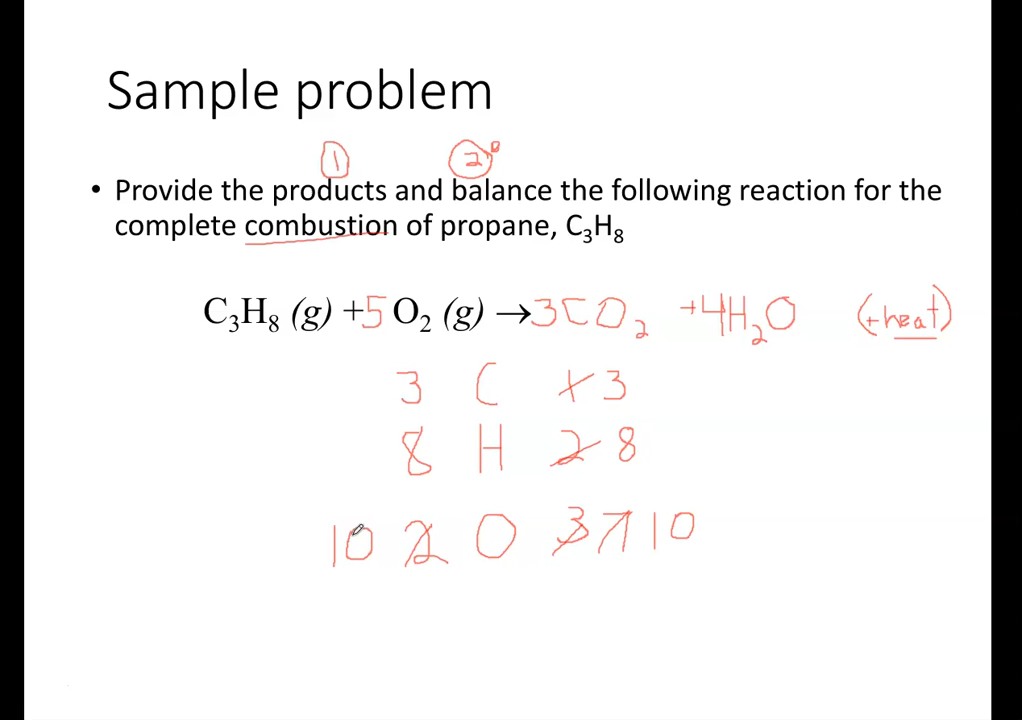 Sample problem
① ②
• Provide the products and balance the following reaction for the
complete combustion of propane, C₃H₈
C₃H₈ (g) +5 O₂ (g) →3CO₂ +4H₂O (+heat)
3 C 3
8 H 2 8
10 2 O 3 7 10